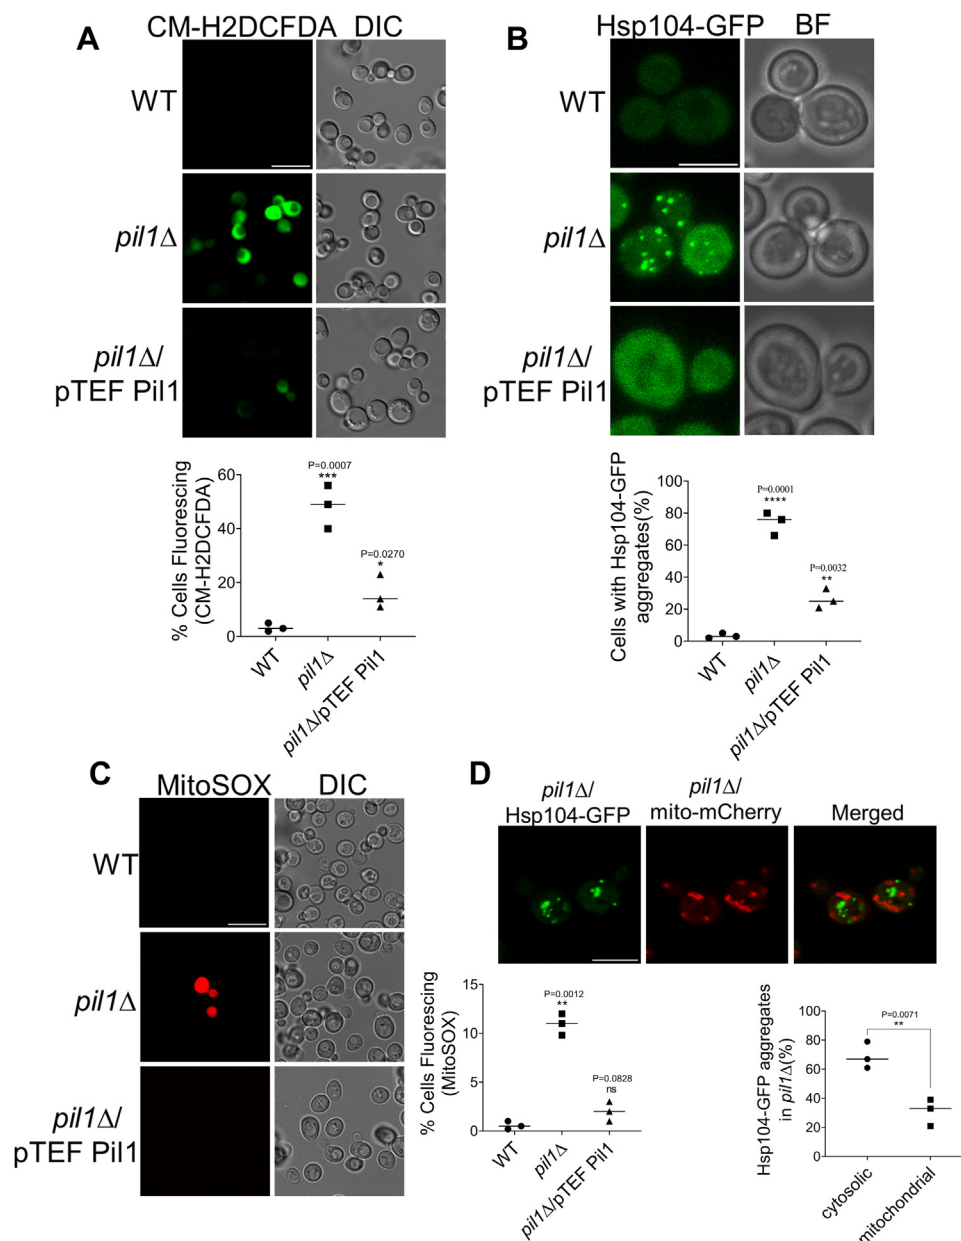 A
CM-H2DCFDA DIC
WT
pil1Δ
pil1Δ/
pTEF Pil1
% Cells Fluorescing
(CM-H2DCFDA)
60
40
20
0
P=0.0007
***
P=0.0270
*
WT
pil1Δ
pil1Δ/pTEF Pil1
B
Hsp104-GFP BF
WT
pil1Δ
pil1Δ/
pTEF Pil1
Cells with Hsp104-GFP
aggregates(%)
100
80
60
40
20
0
P=0.0001
****
P=0.0032
**
WT
pil1Δ
pil1Δ/pTEF Pil1
C
MitoSOX DIC
WT
pil1Δ
pil1Δ/
pTEF Pil1
% Cells Fluorescing
(MitoSOX)
15
10
5
0
P=0.0012
**
P=0.0828
ns
WT
pil1Δ
pil1Δ/pTEF Pil1
D
pil1Δ/
Hsp104-GFP
pil1Δ/
mito-mCherry
Merged
Hsp104-GFP aggregates
in pil1Δ(%)
100
80
60
40
20
0
P=0.0071
**
cytosolic
mitochondrial